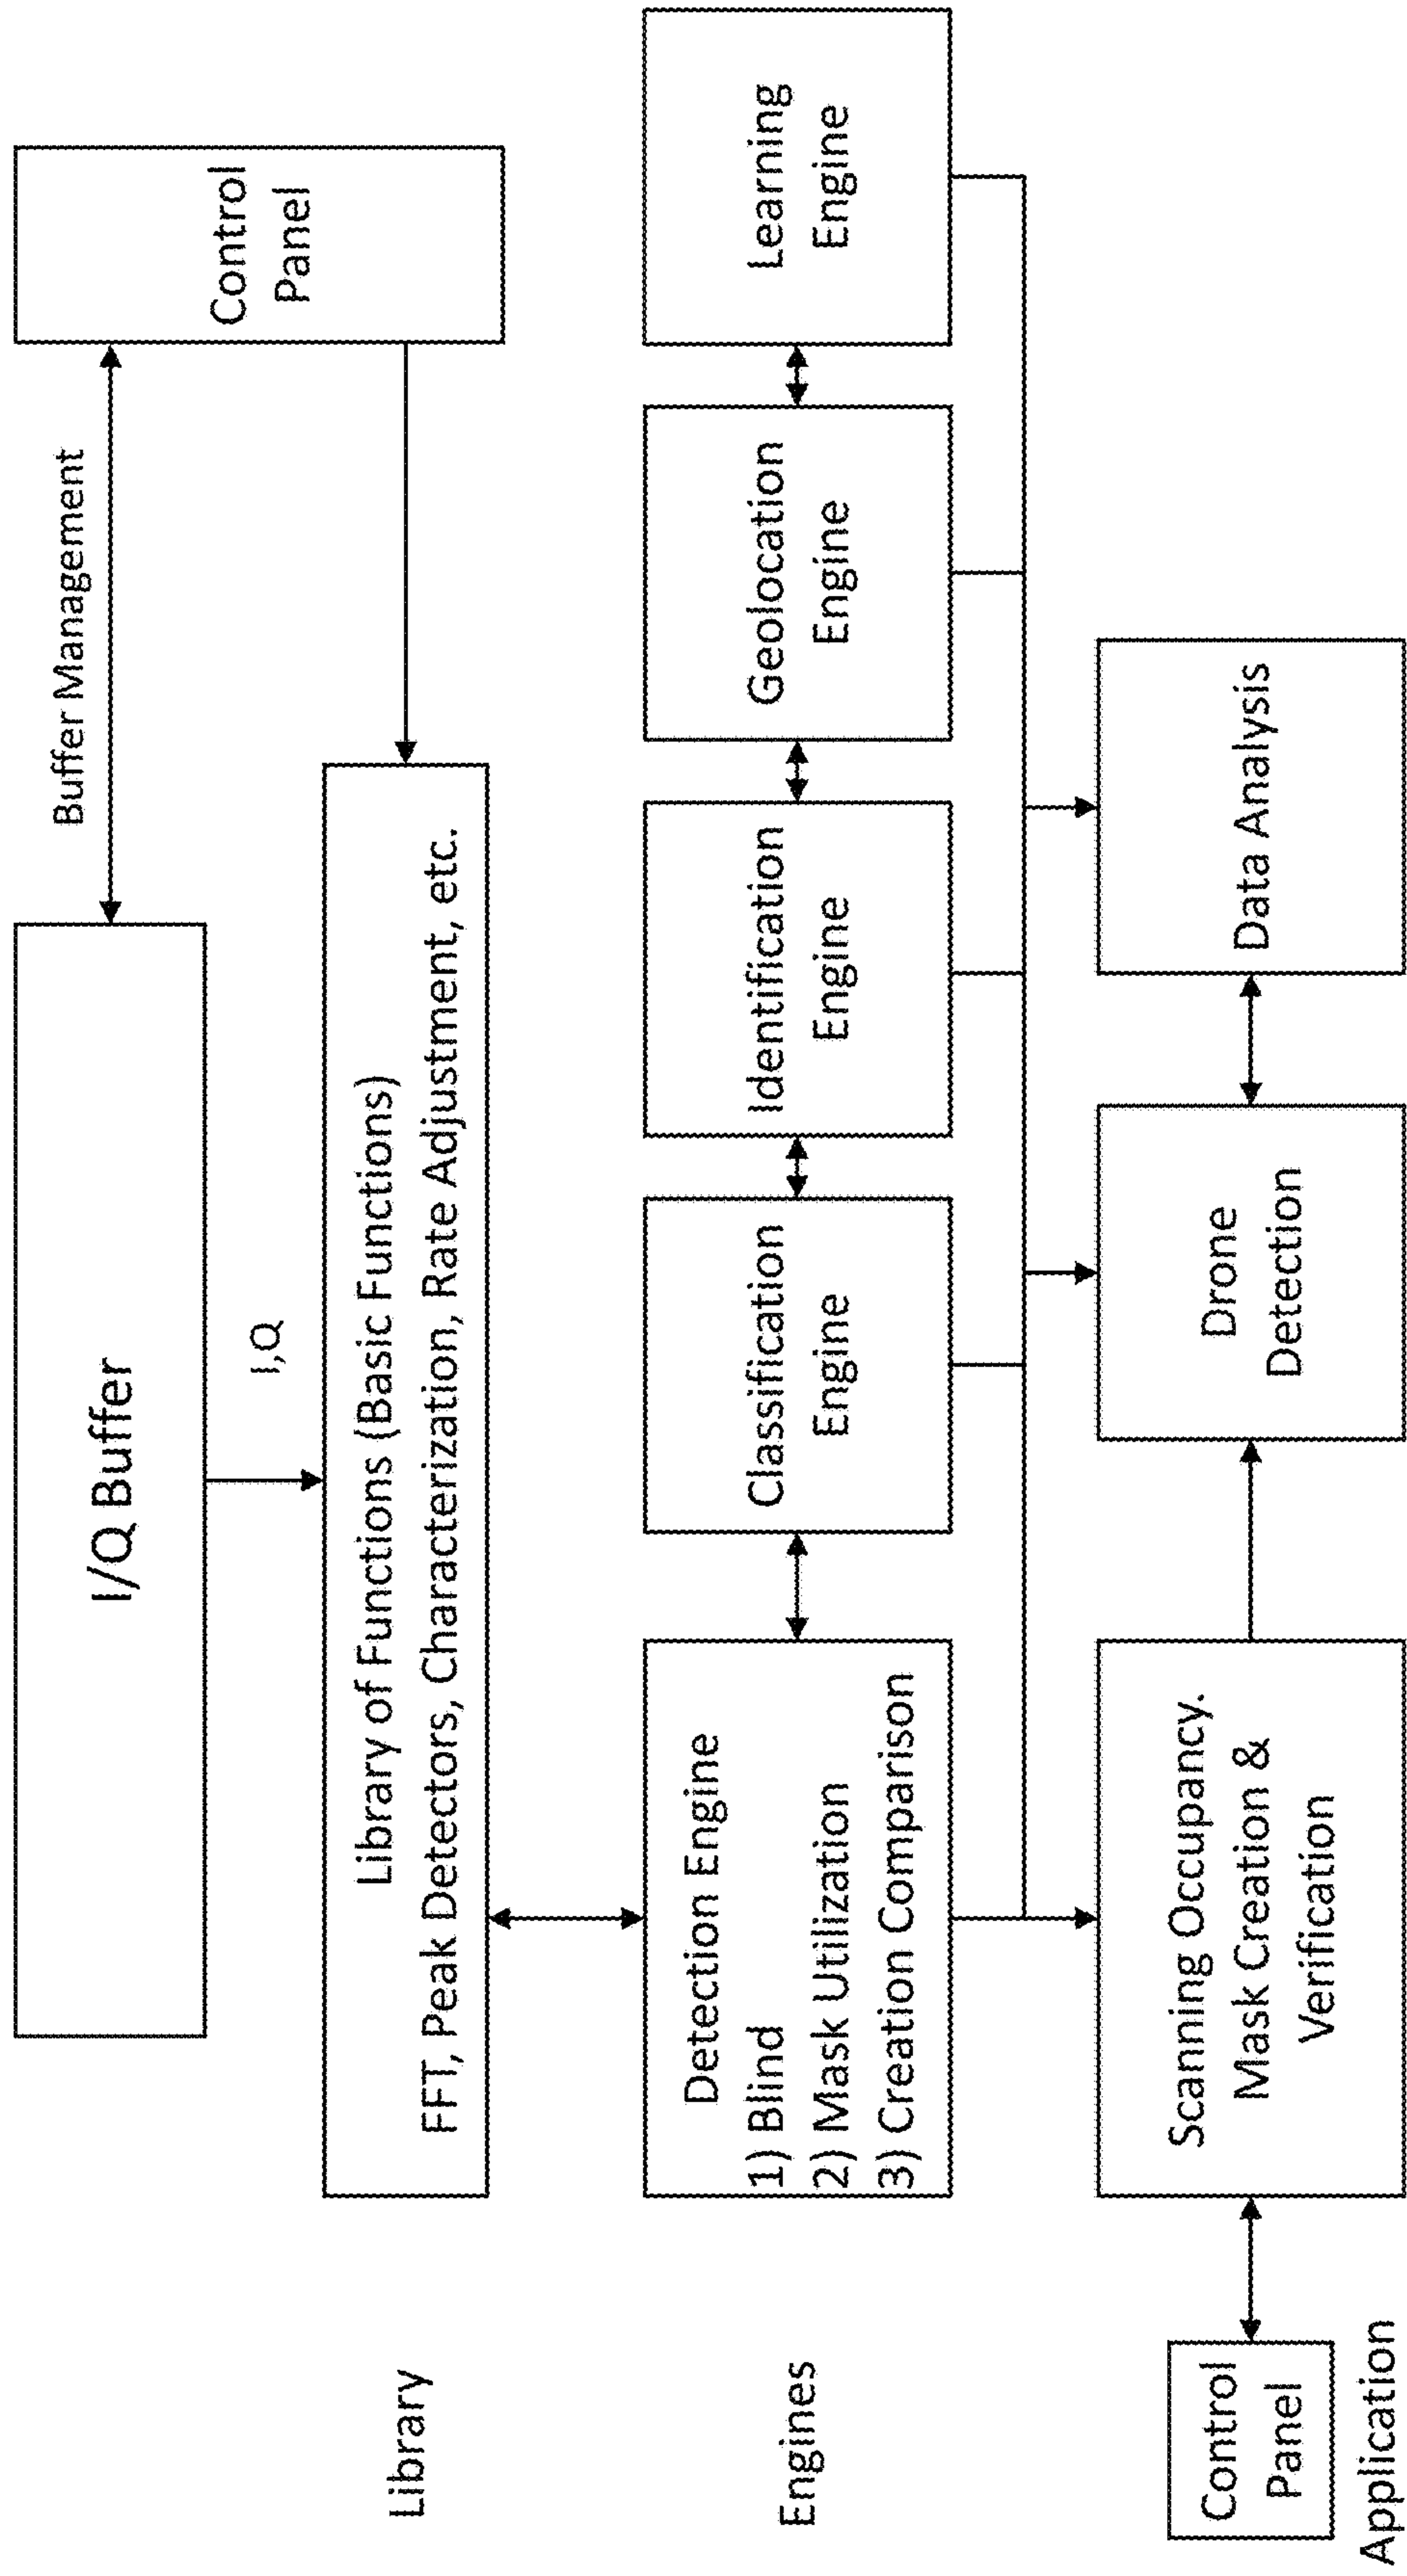 I/Q Buffer
Buffer Management
Control
Panel
I,Q
Library
Library of Functions (Basic Functions)
FFT, Peak Detectors, Characterization, Rate Adjustment, etc.
Engines
Detection Engine
1) Blind
2) Mask Utilization
3) Creation Comparison
Classification
Engine
Identification
Engine
Geolocation
Engine
Learning
Engine
Control
Panel
Application
Scanning Occupancy.
Mask Creation &
Verification
Drone
Detection
Data Analysis